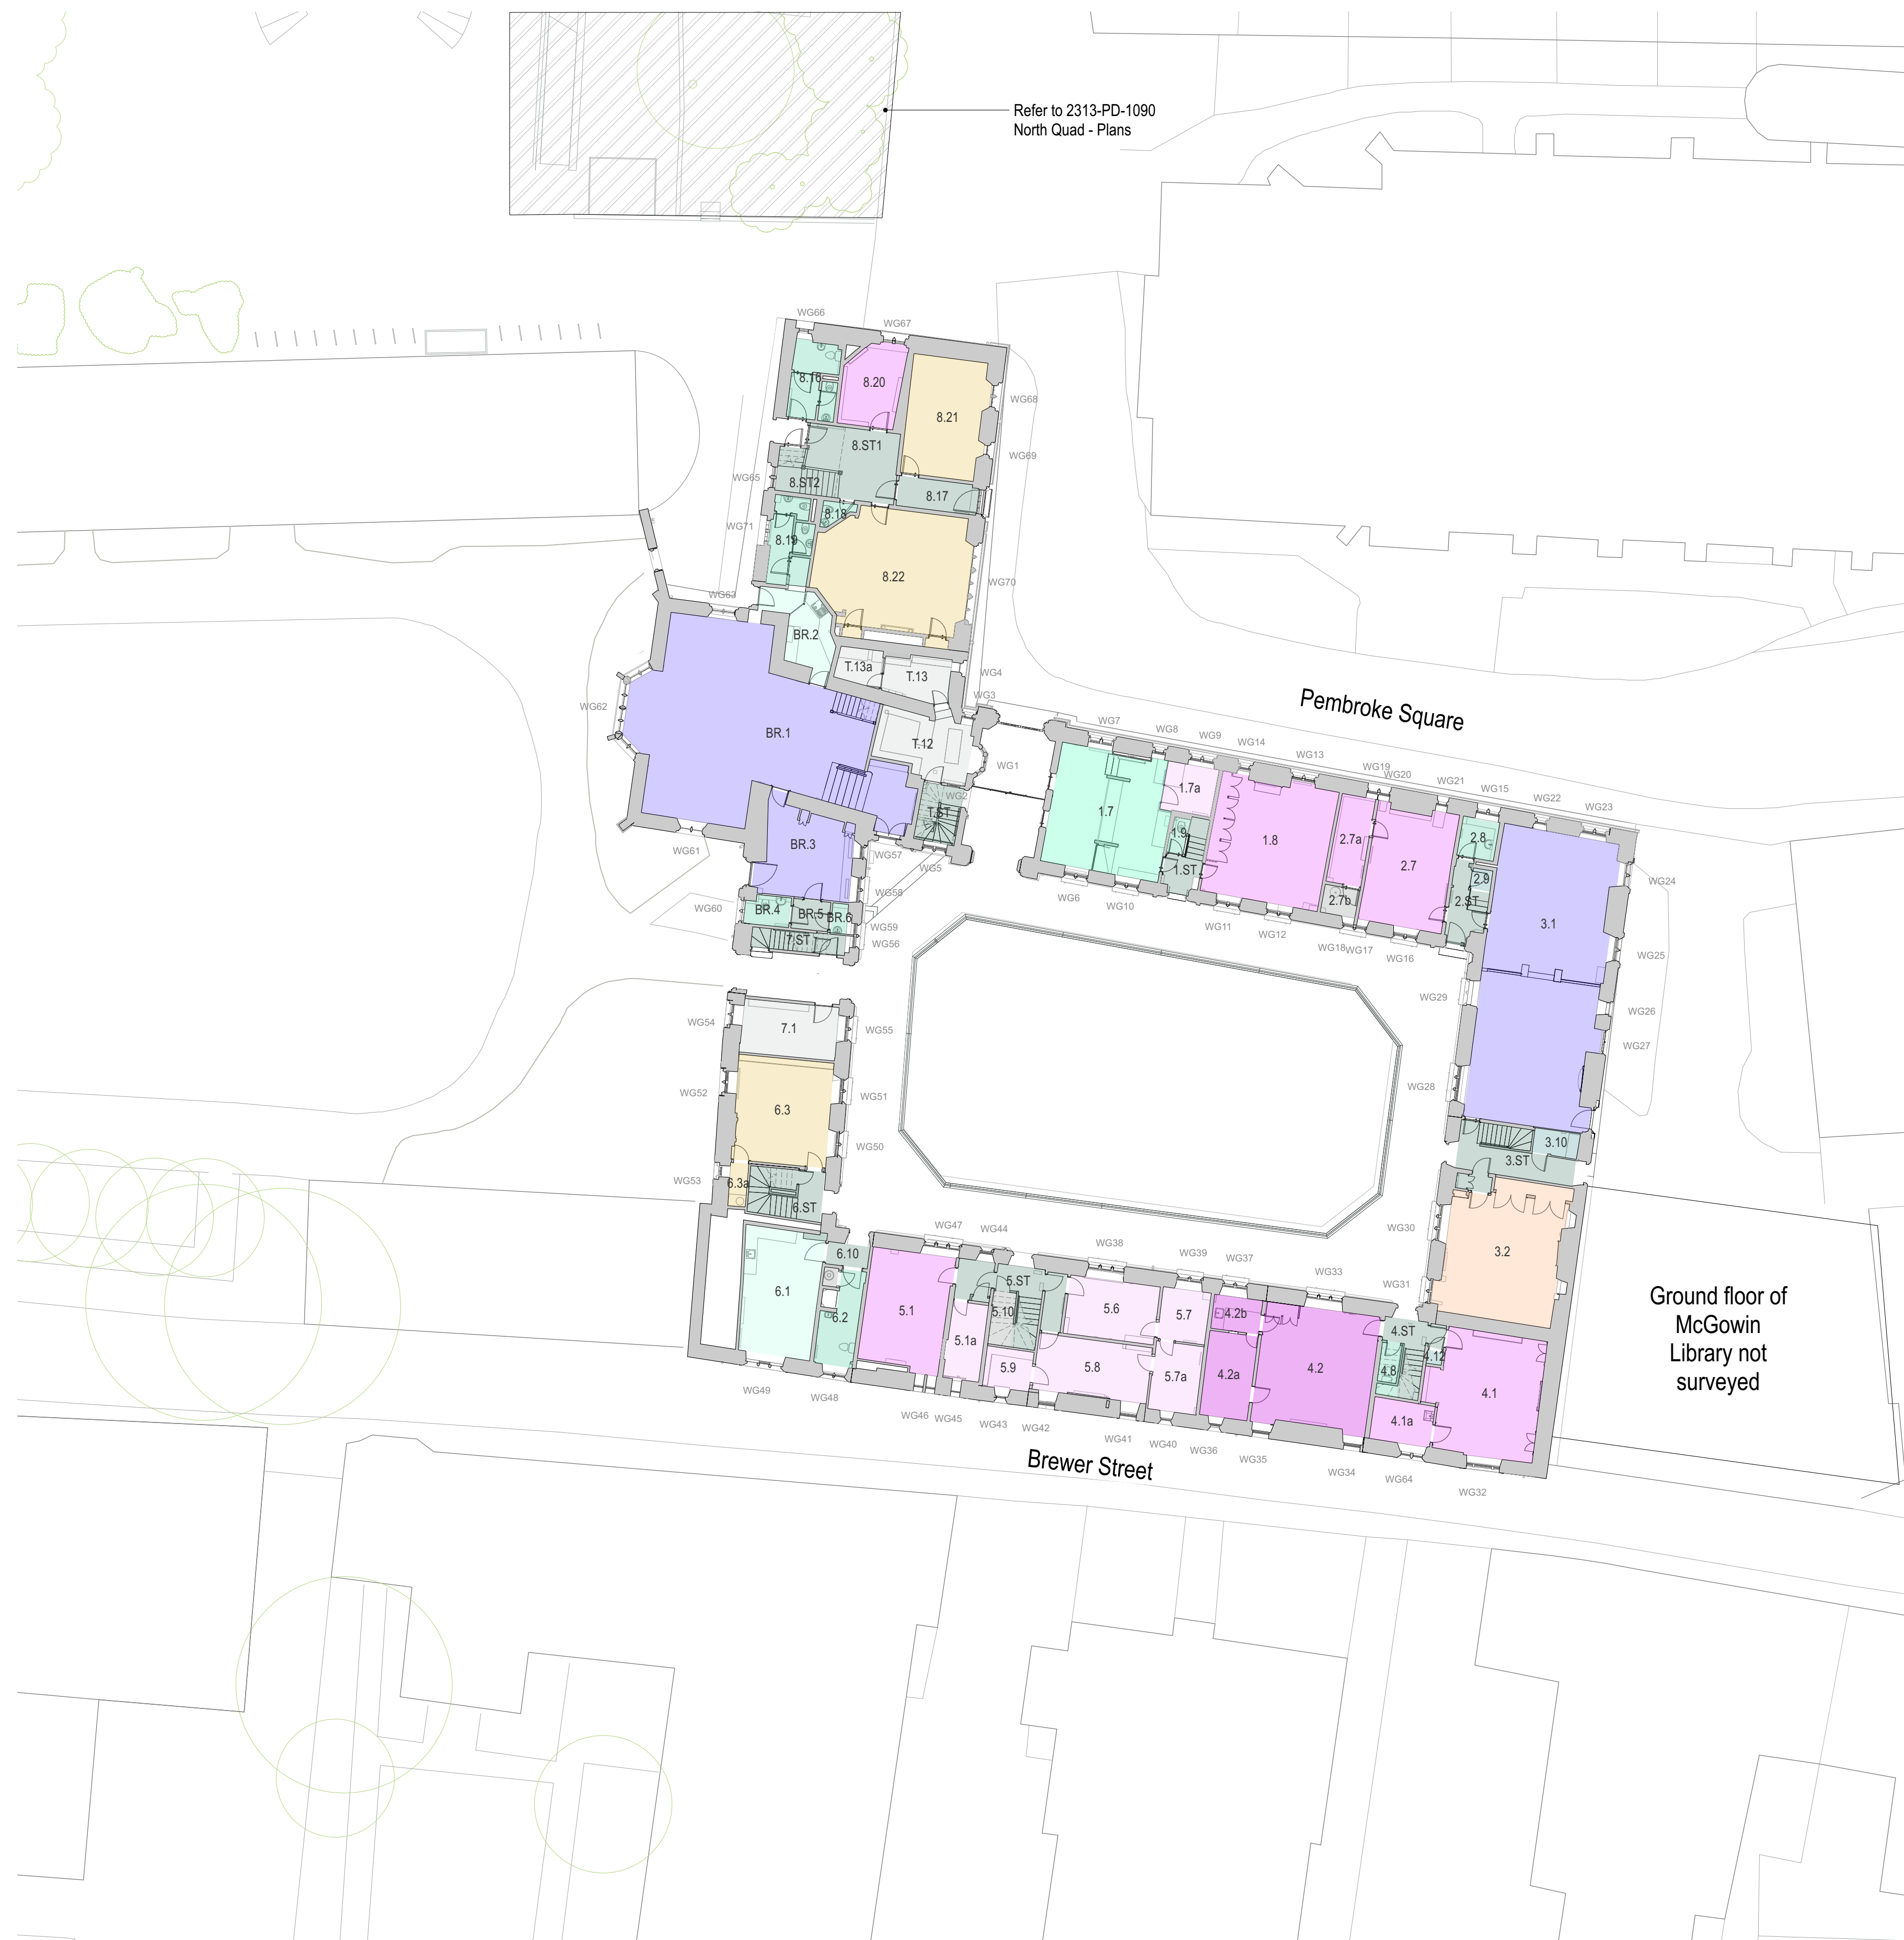 Refer to 2313-PD-1090
North Quad - Plans
WG66
WG67
8.16
8.20
8.21
WG68
8.ST1
WG69
WG65
8.ST2
8.17
8.18
WG71
8.19
8.22
WG70
WG63
BR.2
T.13a
T.13
WG4
WG3
WG62
BR.1
T.12
WG1
WG2
T.ST
BR.3
WG61
WG57
WG5
WG58
WG60
BR.4
BR.5
BR.6
WG59
7.ST
WG56
Pembroke Square
WG7
WG8
WG9
WG14
WG13
WG19
WG20
WG21
WG15
WG22
WG23
1.7
1.7a
1.9
1.ST
1.8
2.7a
2.7
2.7b
2.8
2.9
2.ST
3.1
WG24
WG6
WG10
WG11
WG12
WG18
WG17
WG16
WG25
WG29
WG26
WG27
WG28
WG54
7.1
WG55
WG52
6.3
WG51
WG50
WG53
6.3a
6.ST
3.10
3.ST
WG30
3.2
WG31
WG47
WG44
WG38
WG39
WG37
WG33
6.10
6.1
6.2
5.1
5.1a
5.ST
5.10
5.6
5.7
5.9
5.8
5.7a
4.2b
4.2a
4.2
4.ST
4.12
4.8
4.1
4.1a
WG49
WG48
WG46
WG45
WG43
WG42
WG41
WG40
WG36
WG35
WG34
WG64
WG32
Ground floor of
McGowin
Library not
surveyed
Brewer Street